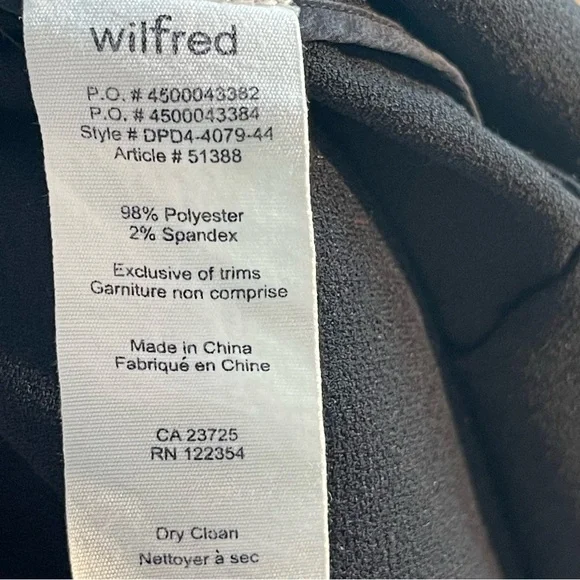 wilfred
P.O. # 4500043382
P.O. # 4500043384
Style # DPD4-4079-44
Article # 51388
98% Polyester
2% Spandex
Exclusive of trims
Garniture non comprise
Made in China
Fabriqué en Chine
CA 23725
RN 122354
Dry Clean
Nettoyer à sec